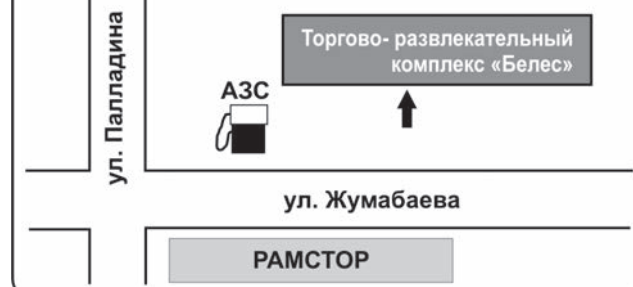 Торгово- развлекательный
комплекс «Белес»
АЗС
ул. Палладина
ул. Жумабаева
РАМСТОР